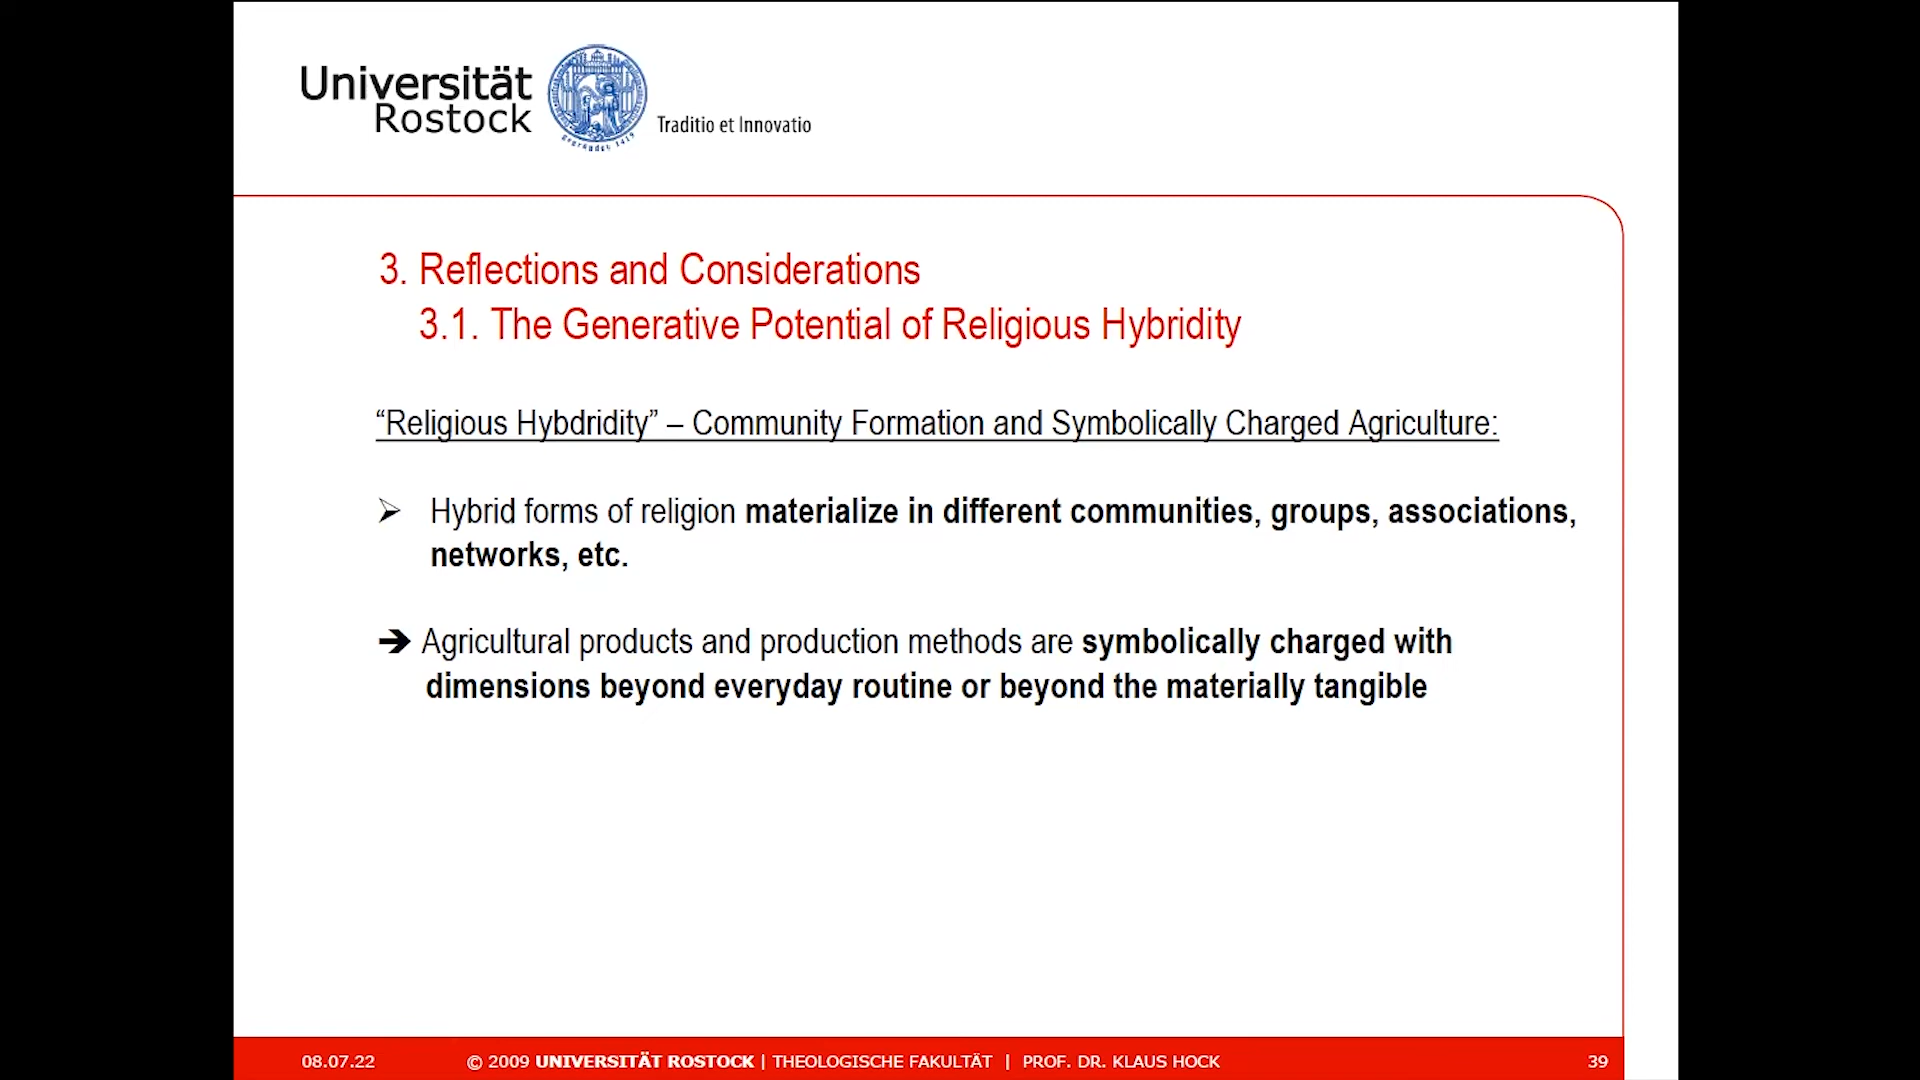 Universität
Rostock
gegründet 1419
Traditio et Innovatio
3. Reflections and Considerations
3.1. The Generative Potential of Religious Hybridity
“Religious Hybdridity” – Community Formation and Symbolically Charged Agriculture:
➢ Hybrid forms of religion materialize in different communities, groups, associations,
networks, etc.
➔ Agricultural products and production methods are symbolically charged with
dimensions beyond everyday routine or beyond the materially tangible
08.07.22 © 2009 UNIVERSITÄT ROSTOCK | THEOLOGISCHE FAKULTÄT | PROF. DR. KLAUS HOCK 39